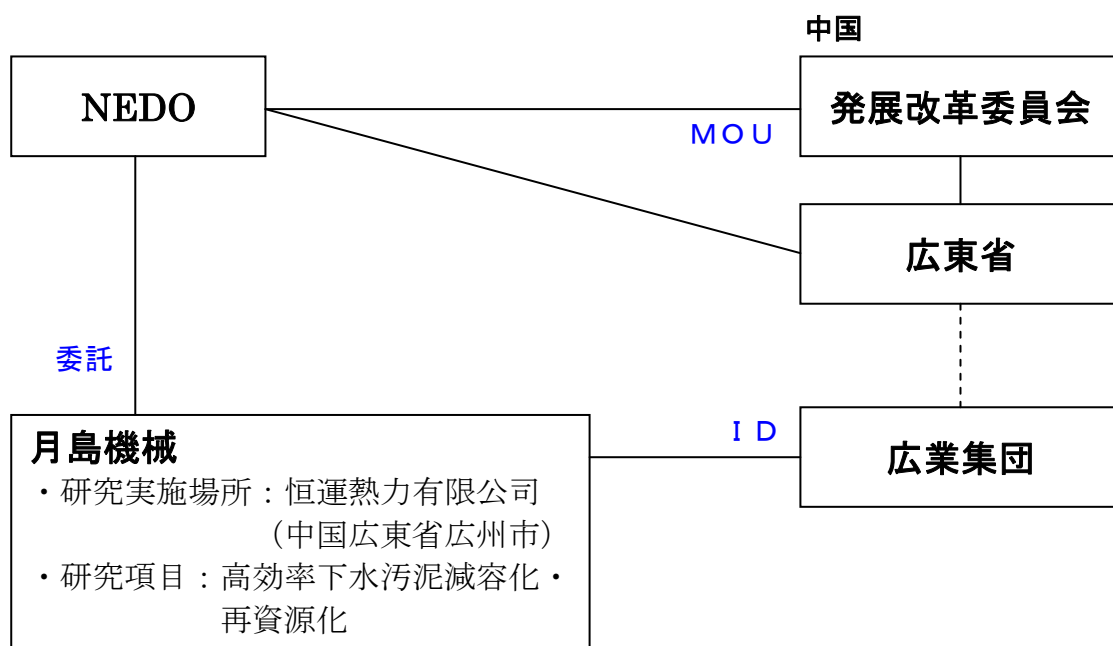 中国
NEDO
発展改革委員会
MOU
広東省
委託
月島機械
・研究実施場所：恒運熱力有限公司
（中国広東省広州市）
・研究項目：高効率下水汚泥減容化・
再資源化
ID
広業集団